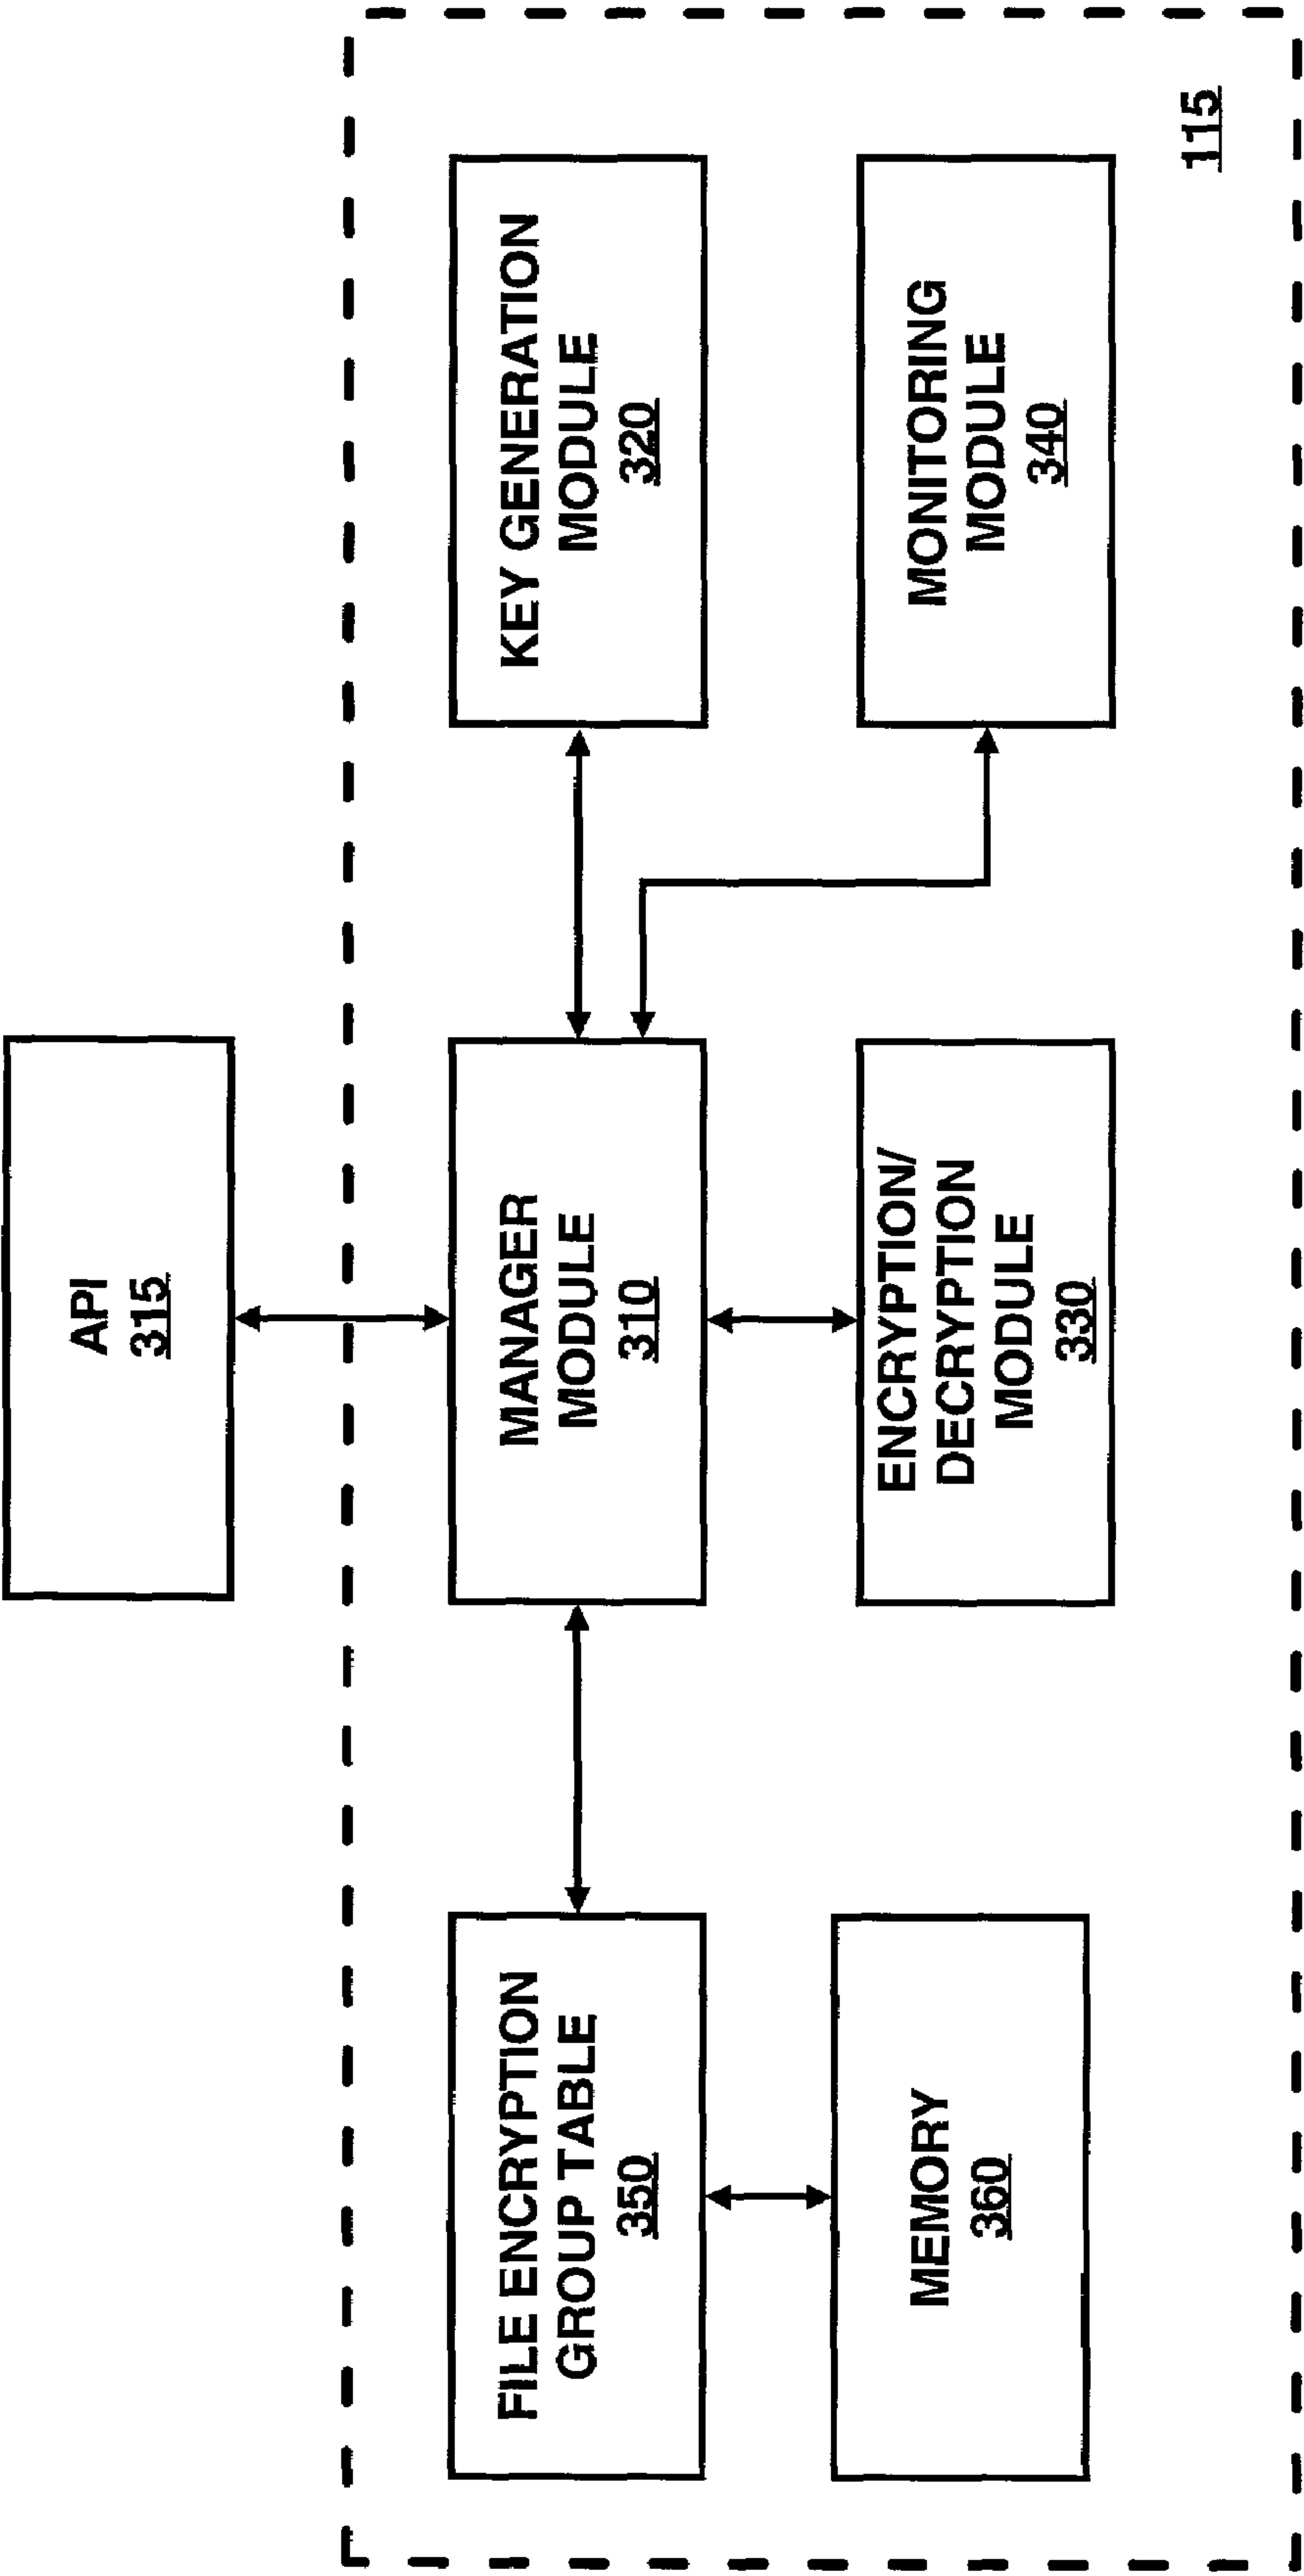 API
315
FILE ENCRYPTION
GROUP TABLE
350
MANAGER
MODULE
310
KEY GENERATION
MODULE
320
MEMORY
360
ENCRYPTION/
DECRYPTION
MODULE
330
MONITORING
MODULE
340
115